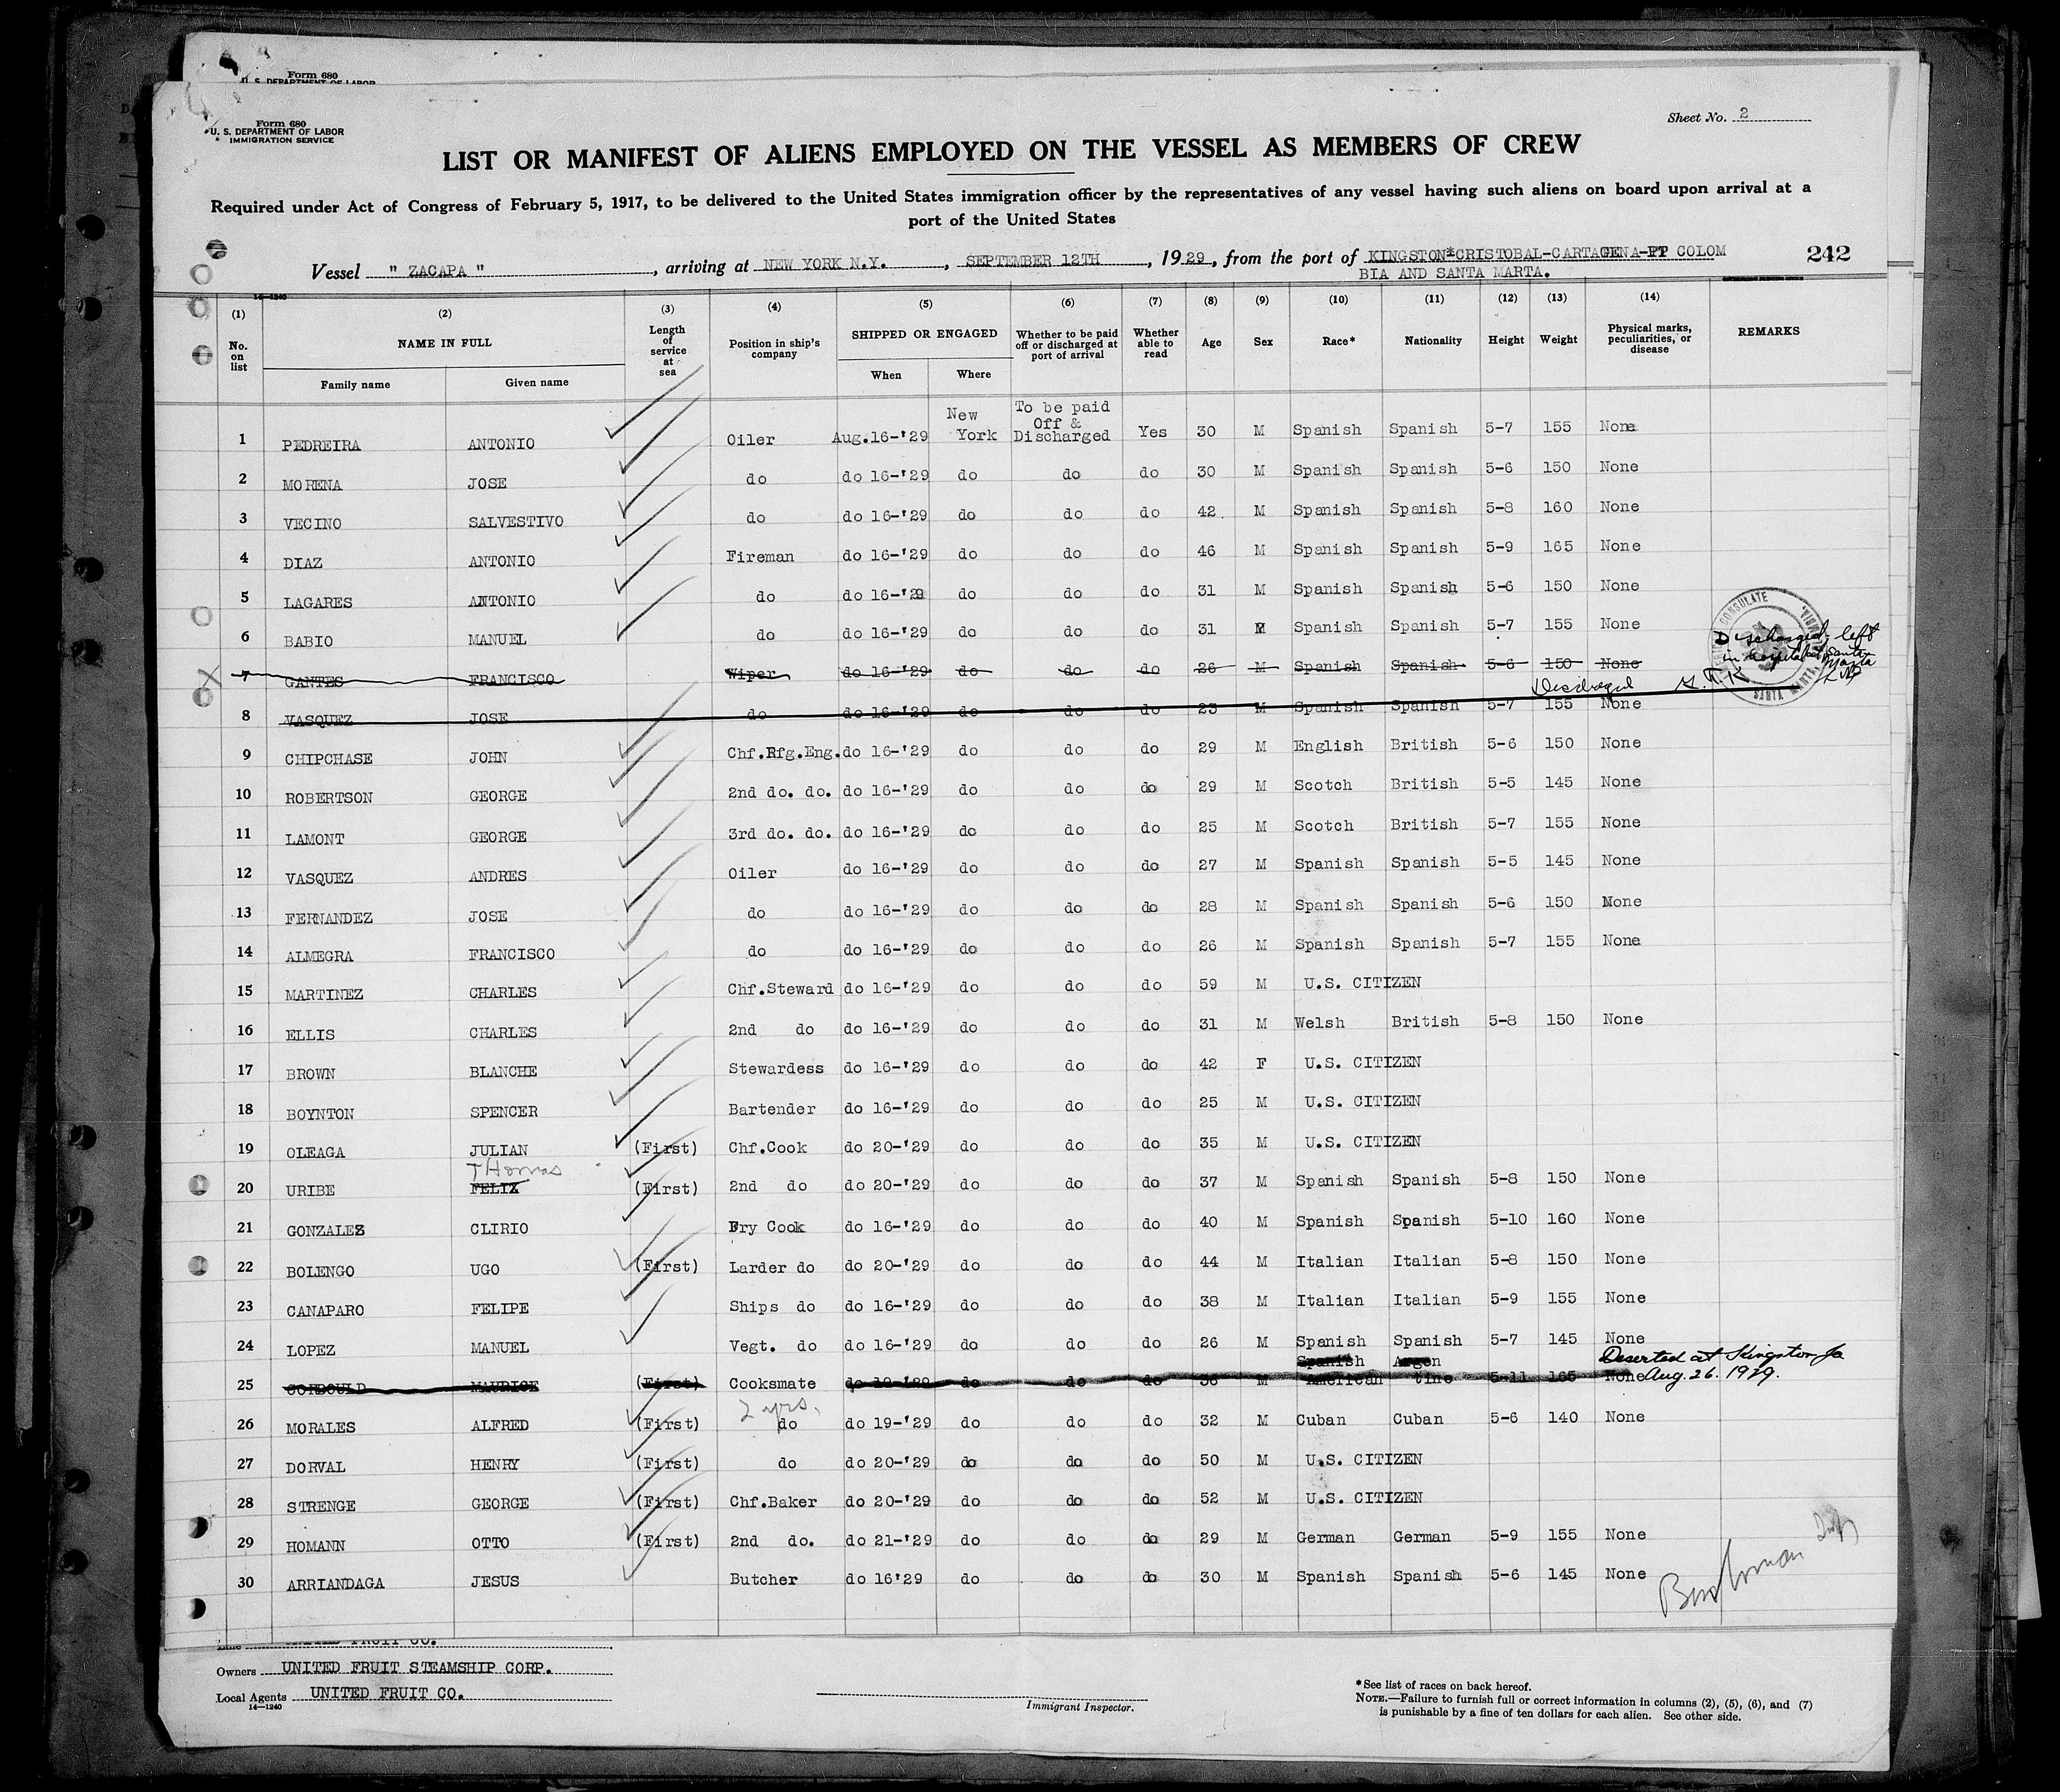 Form 680
U. S. DEPARTMENT OF LABOR
Form 680
U. S. DEPARTMENT OF LABOR
IMMIGRATION SERVICE
Sheet No. 2
LIST OR MANIFEST OF ALIENS EMPLOYED ON THE VESSEL AS MEMBERS OF CREW
Required under Act of Congress of February 5, 1917, to be delivered to the United States immigration officer by the representatives of any vessel having such aliens on board upon arrival at a
port of the United States
Vessel " ZACAPA ", arriving at NEW YORK N.Y., SEPTEMBER 12TH, 1929, from the port of KINGSTON*CRISTOBAL-CARTAGENA-PT COLOM
BIA AND SANTA MARTA.
242
14—1240
(1) (2) (3) (4) (5) (6) (7) (8) (9) (10) (11) (12) (13) (14)
No. on list NAME IN FULL Length of service at sea Position in ship's company SHIPPED OR ENGAGED Whether to be paid off or discharged at port of arrival Whether able to read Age Sex Race* Nationality Height Weight Physical marks, peculiarities, or disease REMARKS
Family name Given name When Where
1 PEDREIRA ANTONIO Oiler Aug.16-'29 New York To be paid Off & Discharged Yes 30 M Spanish Spanish 5-7 155 None
2 MORENA JOSE do do 16-'29 do do do 30 M Spanish Spanish 5-6 150 None
3 VECINO SALVESTIVO do do 16-'29 do do do 42 M Spanish Spanish 5-8 160 None
4 DIAZ ANTONIO Fireman do 16-'29 do do do 46 M Spanish Spanish 5-9 165 None
5 LAGARES ANTONIO do do 16-'29 do do do 31 M Spanish Spanish 5-6 150 None
6 BABIO MANUEL do do 16-'29 do do do 31 M Spanish Spanish 5-7 155 None
CONSULATE
SANTA MARTA
Discharged; left
in hospital at Santa
Marta
7 GANTES FRANCISCO Wiper do 16-'29 do do do 26 M Spanish Spanish 5-6 150 None
8 VASQUEZ JOSE do do 16-'29 do do do 23 M Spanish Spanish 5-7 155 None
9 CHIPCHASE JOHN Chf.Rfg.Eng. do 16-'29 do do do 29 M English British 5-6 150 None
10 ROBERTSON GEORGE 2nd do. do. do 16-'29 do do do 29 M Scotch British 5-5 145 None
11 LAMONT GEORGE 3rd do. do. do 16-'29 do do do 25 M Scotch British 5-7 155 None
12 VASQUEZ ANDRES Oiler do 16-'29 do do do 27 M Spanish Spanish 5-5 145 None
13 FERNANDEZ JOSE do do 16-'29 do do do 28 M Spanish Spanish 5-6 150 None
14 ALMEGRA FRANCISCO do do 16-'29 do do do 26 M Spanish Spanish 5-7 155 None
15 MARTINEZ CHARLES Chf.Steward do 16-'29 do do do 59 M U.S. CITIZEN
16 ELLIS CHARLES 2nd do do 16-'29 do do do 31 M Welsh British 5-8 150 None
17 BROWN BLANCHE Stewardess do 16-'29 do do do 42 F U.S. CITIZEN
18 BOYNTON SPENCER Bartender do 16-'29 do do do 25 M U.S. CITIZEN
19 OLEAGA JULIAN (First) Chf.Cook do 20-'29 do do do 35 M U.S. CITIZEN
THomas
20 URIBE FELIX (First) 2nd do do 20-'29 do do do 37 M Spanish Spanish 5-8 150 None
21 GONZALEZ CLIRIO Fry Cook do 16-'29 do do do 40 M Spanish Spanish 5-10 160 None
22 BOLENGO UGO (First) Larder do do 20-'29 do do do 44 M Italian Italian 5-8 150 None
23 CANAPARO FELIPE Ships do do 16-'29 do do do 38 M Italian Italian 5-9 155 None
24 LOPEZ MANUEL Vegt. do do 16-'29 do do do 26 M Spanish Spanish 5-7 145 None
Spanish Argen Deserted at Kingston Ja
25 MAURICE (First) Cooksmate do 19-'29 do do do 36 M American tine 5-11 165 None Aug. 26. 1929.
2 yrs.
26 MORALES ALFRED (First) do do 19-'29 do do do 32 M Cuban Cuban 5-6 140 None
27 DORVAL HENRY (First) do do 20-'29 do do do 50 M U.S. CITIZEN
28 STRENGE GEORGE (First) Chf.Baker do 20-'29 do do do 52 M U.S. CITIZEN
29 HOMANN OTTO (First) 2nd do. do 21-'29 do do do 29 M German German 5-9 155 None
30 ARRIANDAGA JESUS Butcher do 16'29 do do do 30 M Spanish Spanish 5-6 145 None
Line UNITED FRUIT CO.
Owners UNITED FRUIT STEAMSHIP CORP.
Local Agents UNITED FRUIT CO.
14—1240
Immigrant Inspector.
*See list of races on back hereof.
NOTE.—Failure to furnish full or correct information in columns (2), (5), (6), and (7)
is punishable by a fine of ten dollars for each alien. See other side.